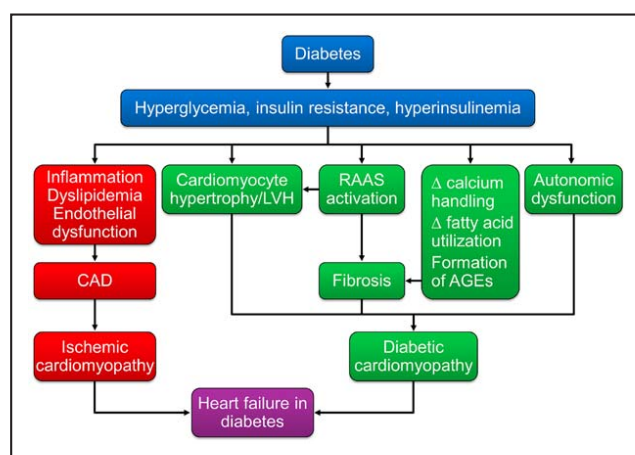 Diabetes
Hyperglycemia, insulin resistance, hyperinsulinemia
Inflammation
Dyslipidemia
Endothelial
dysfunction
Cardiomyocyte
hypertrophy/LVH
RAAS
activation
Δ calcium
handling
Δ fatty acid
utilization
Formation
of AGEs
Autonomic
dysfunction
CAD
Fibrosis
Ischemic
cardiomyopathy
Diabetic
cardiomyopathy
Heart failure in
diabetes